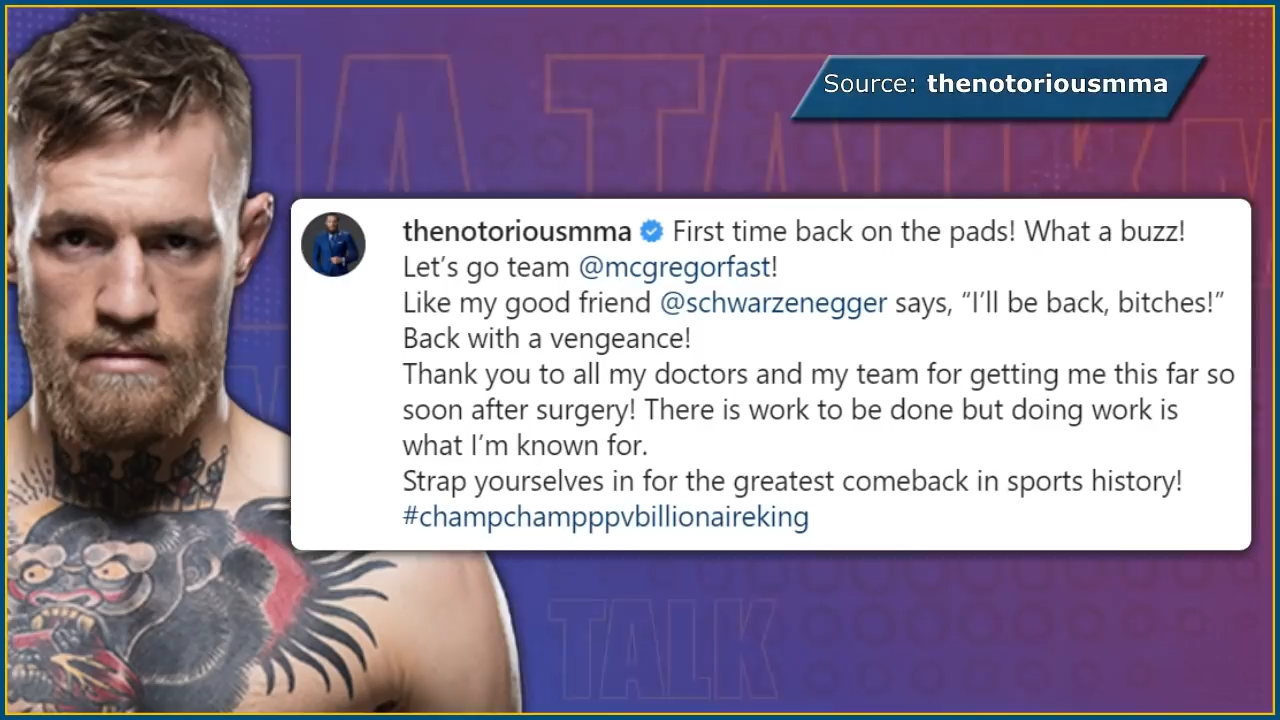 MA TALK M
Source: thenotoriousmma
thenotoriousmma First time back on the pads! What a buzz!
Let’s go team @mcgregorfast!
Like my good friend @schwarzenegger says, “I’ll be back, bitches!”
Back with a vengeance!
Thank you to all my doctors and my team for getting me this far so
soon after surgery! There is work to be done but doing work is
what I’m known for.
Strap yourselves in for the greatest comeback in sports history!
#champchampppvbillionaireking
TALK